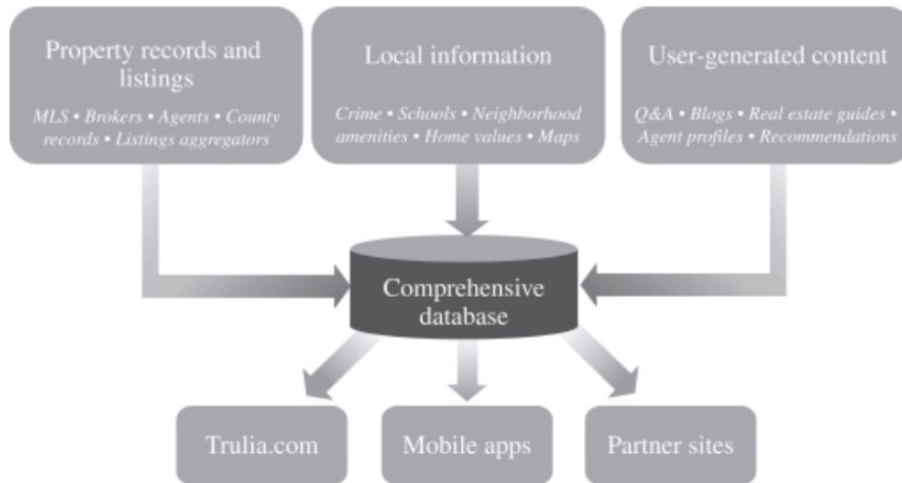 Property records and
listings
MLS • Brokers • Agents • County
records • Listings aggregators
Local information
Crime • Schools • Neighborhood
amenities • Home values • Maps
User-generated content
Q&A • Blogs • Real estate guides •
Agent profiles • Recommendations
Comprehensive
database
Trulia.com
Mobile apps
Partner sites